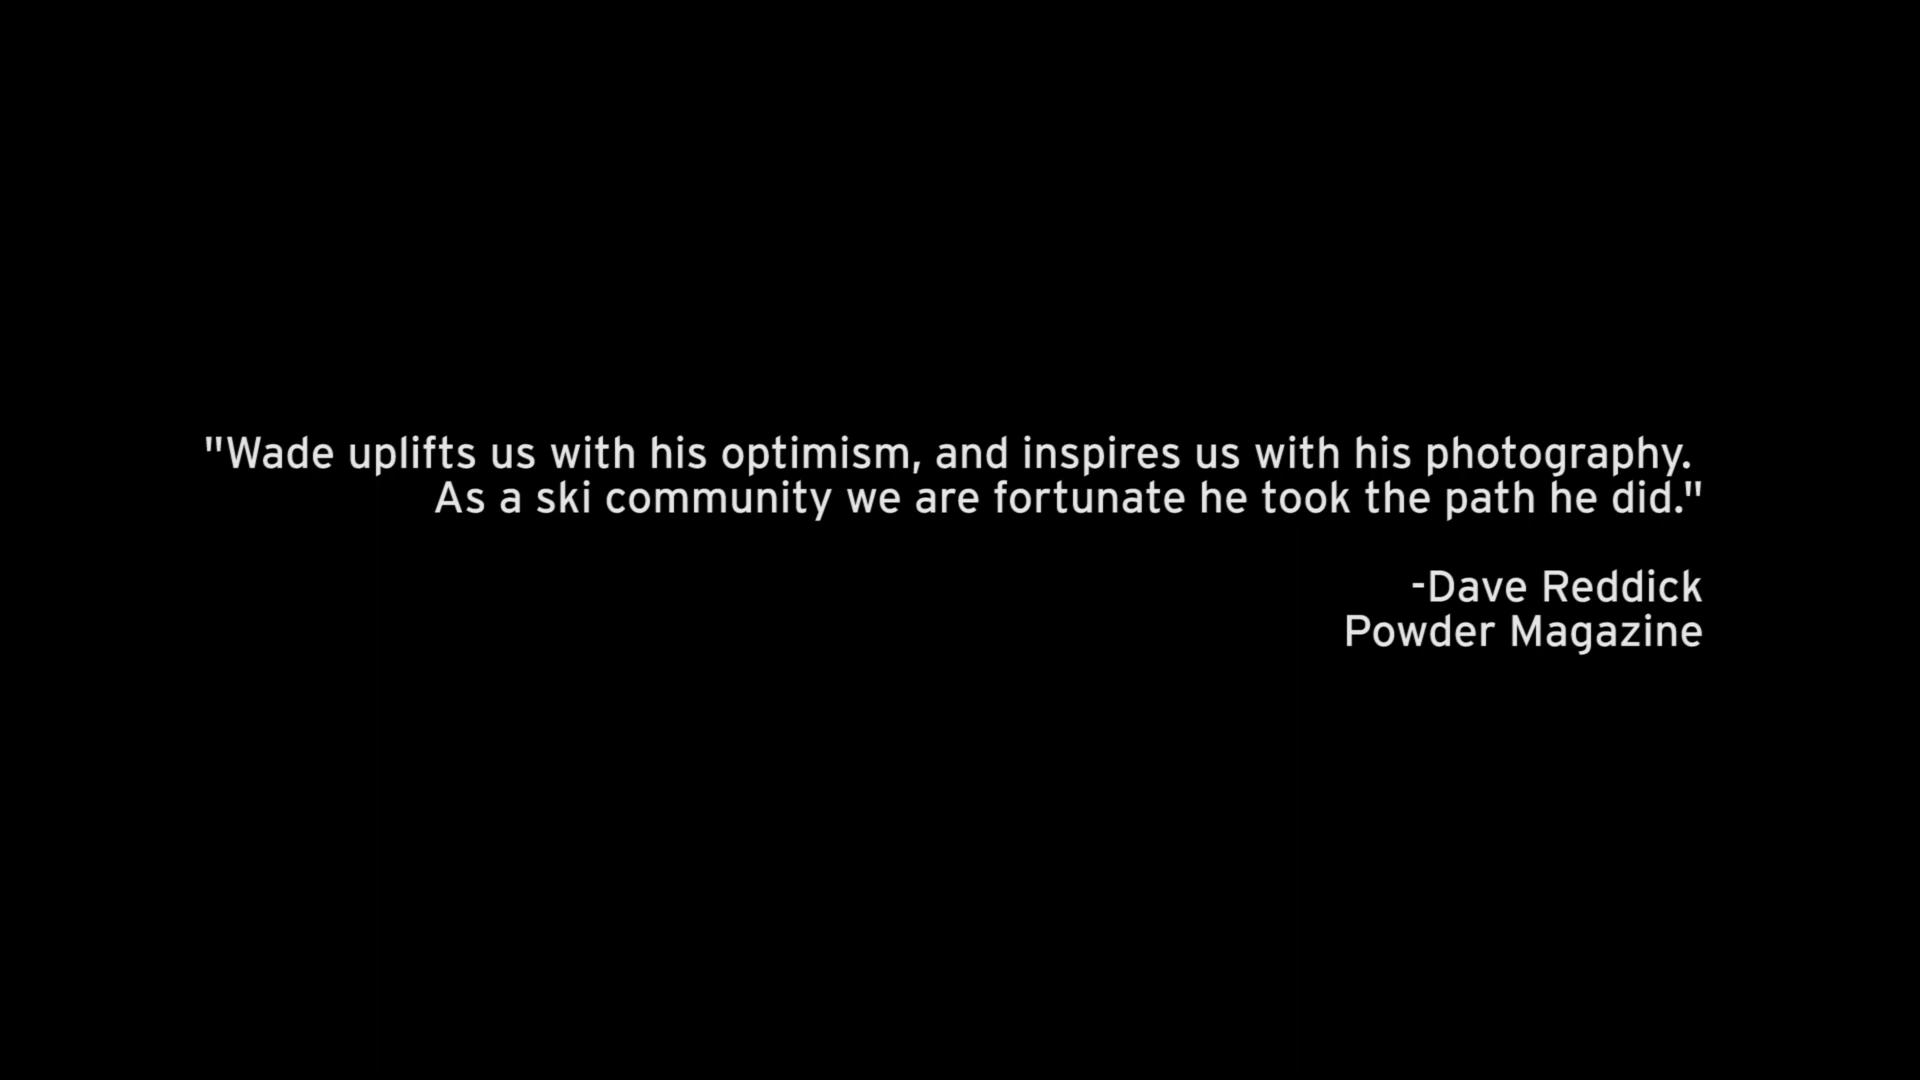 "Wade uplifts us with his optimism, and inspires us with his photography.
As a ski community we are fortunate he took the path he did."
-Dave Reddick
Powder Magazine